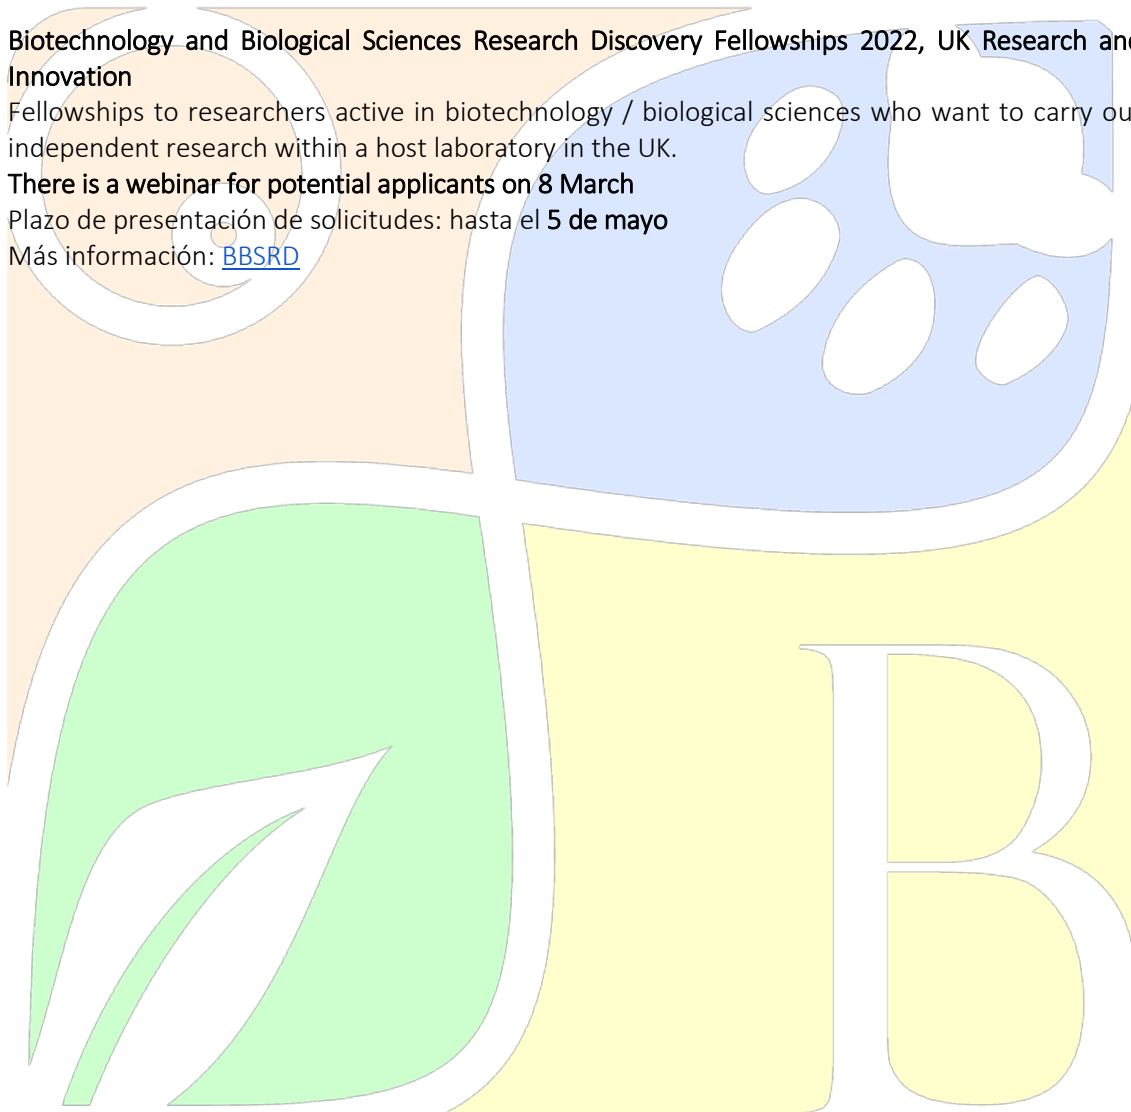 Biotechnology and Biological Sciences Research Discovery Fellowships 2022, UK Research and
Innovation
Fellowships to researchers active in biotechnology / biological sciences who want to carry ou
independent research within a host laboratory in the UK.
There is a webinar for potential applicants on 8 March
Plazo de presentación de solicitudes: hasta el 5 de mayo
Más información: BBSRD
B